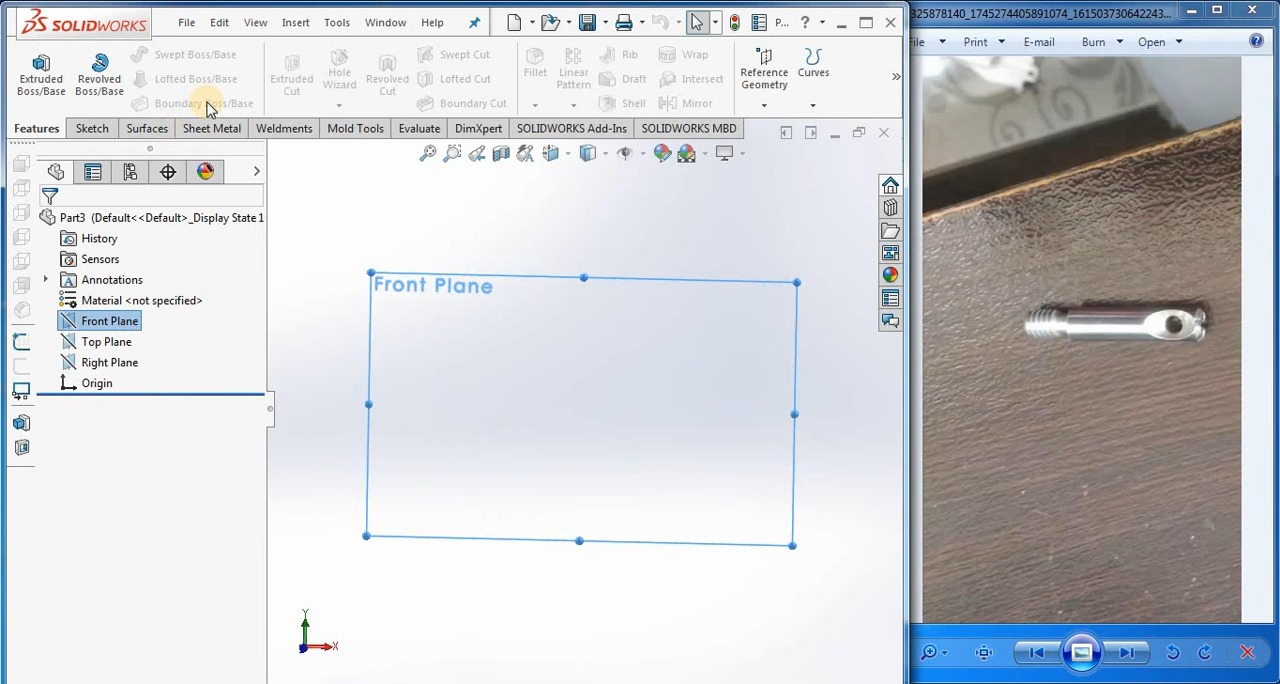 SOLIDWORKS File Edit View Insert Tools Window Help P... ?
Extruded Boss/Base
Revolved Boss/Base
Swept Boss/Base
Lofted Boss/Base
Boundary Boss/Base
Extruded Cut
Hole Wizard
Revolved Cut
Swept Cut
Lofted Cut
Boundary Cut
Fillet
Linear Pattern
Rib
Draft
Shell
Wrap
Intersect
Mirror
Reference Geometry
Curves
Features Sketch Surfaces Sheet Metal Weldments Mold Tools Evaluate DimXpert SOLIDWORKS Add-Ins SOLIDWORKS MBD
Part3 (Default<<Default>_Display State 1
History
Sensors
Annotations
Material <not specified>
Front Plane
Top Plane
Right Plane
Origin
Front Plane
Y
X
325878140_1745274405891074_161503730642243...
File Print E-mail Burn Open